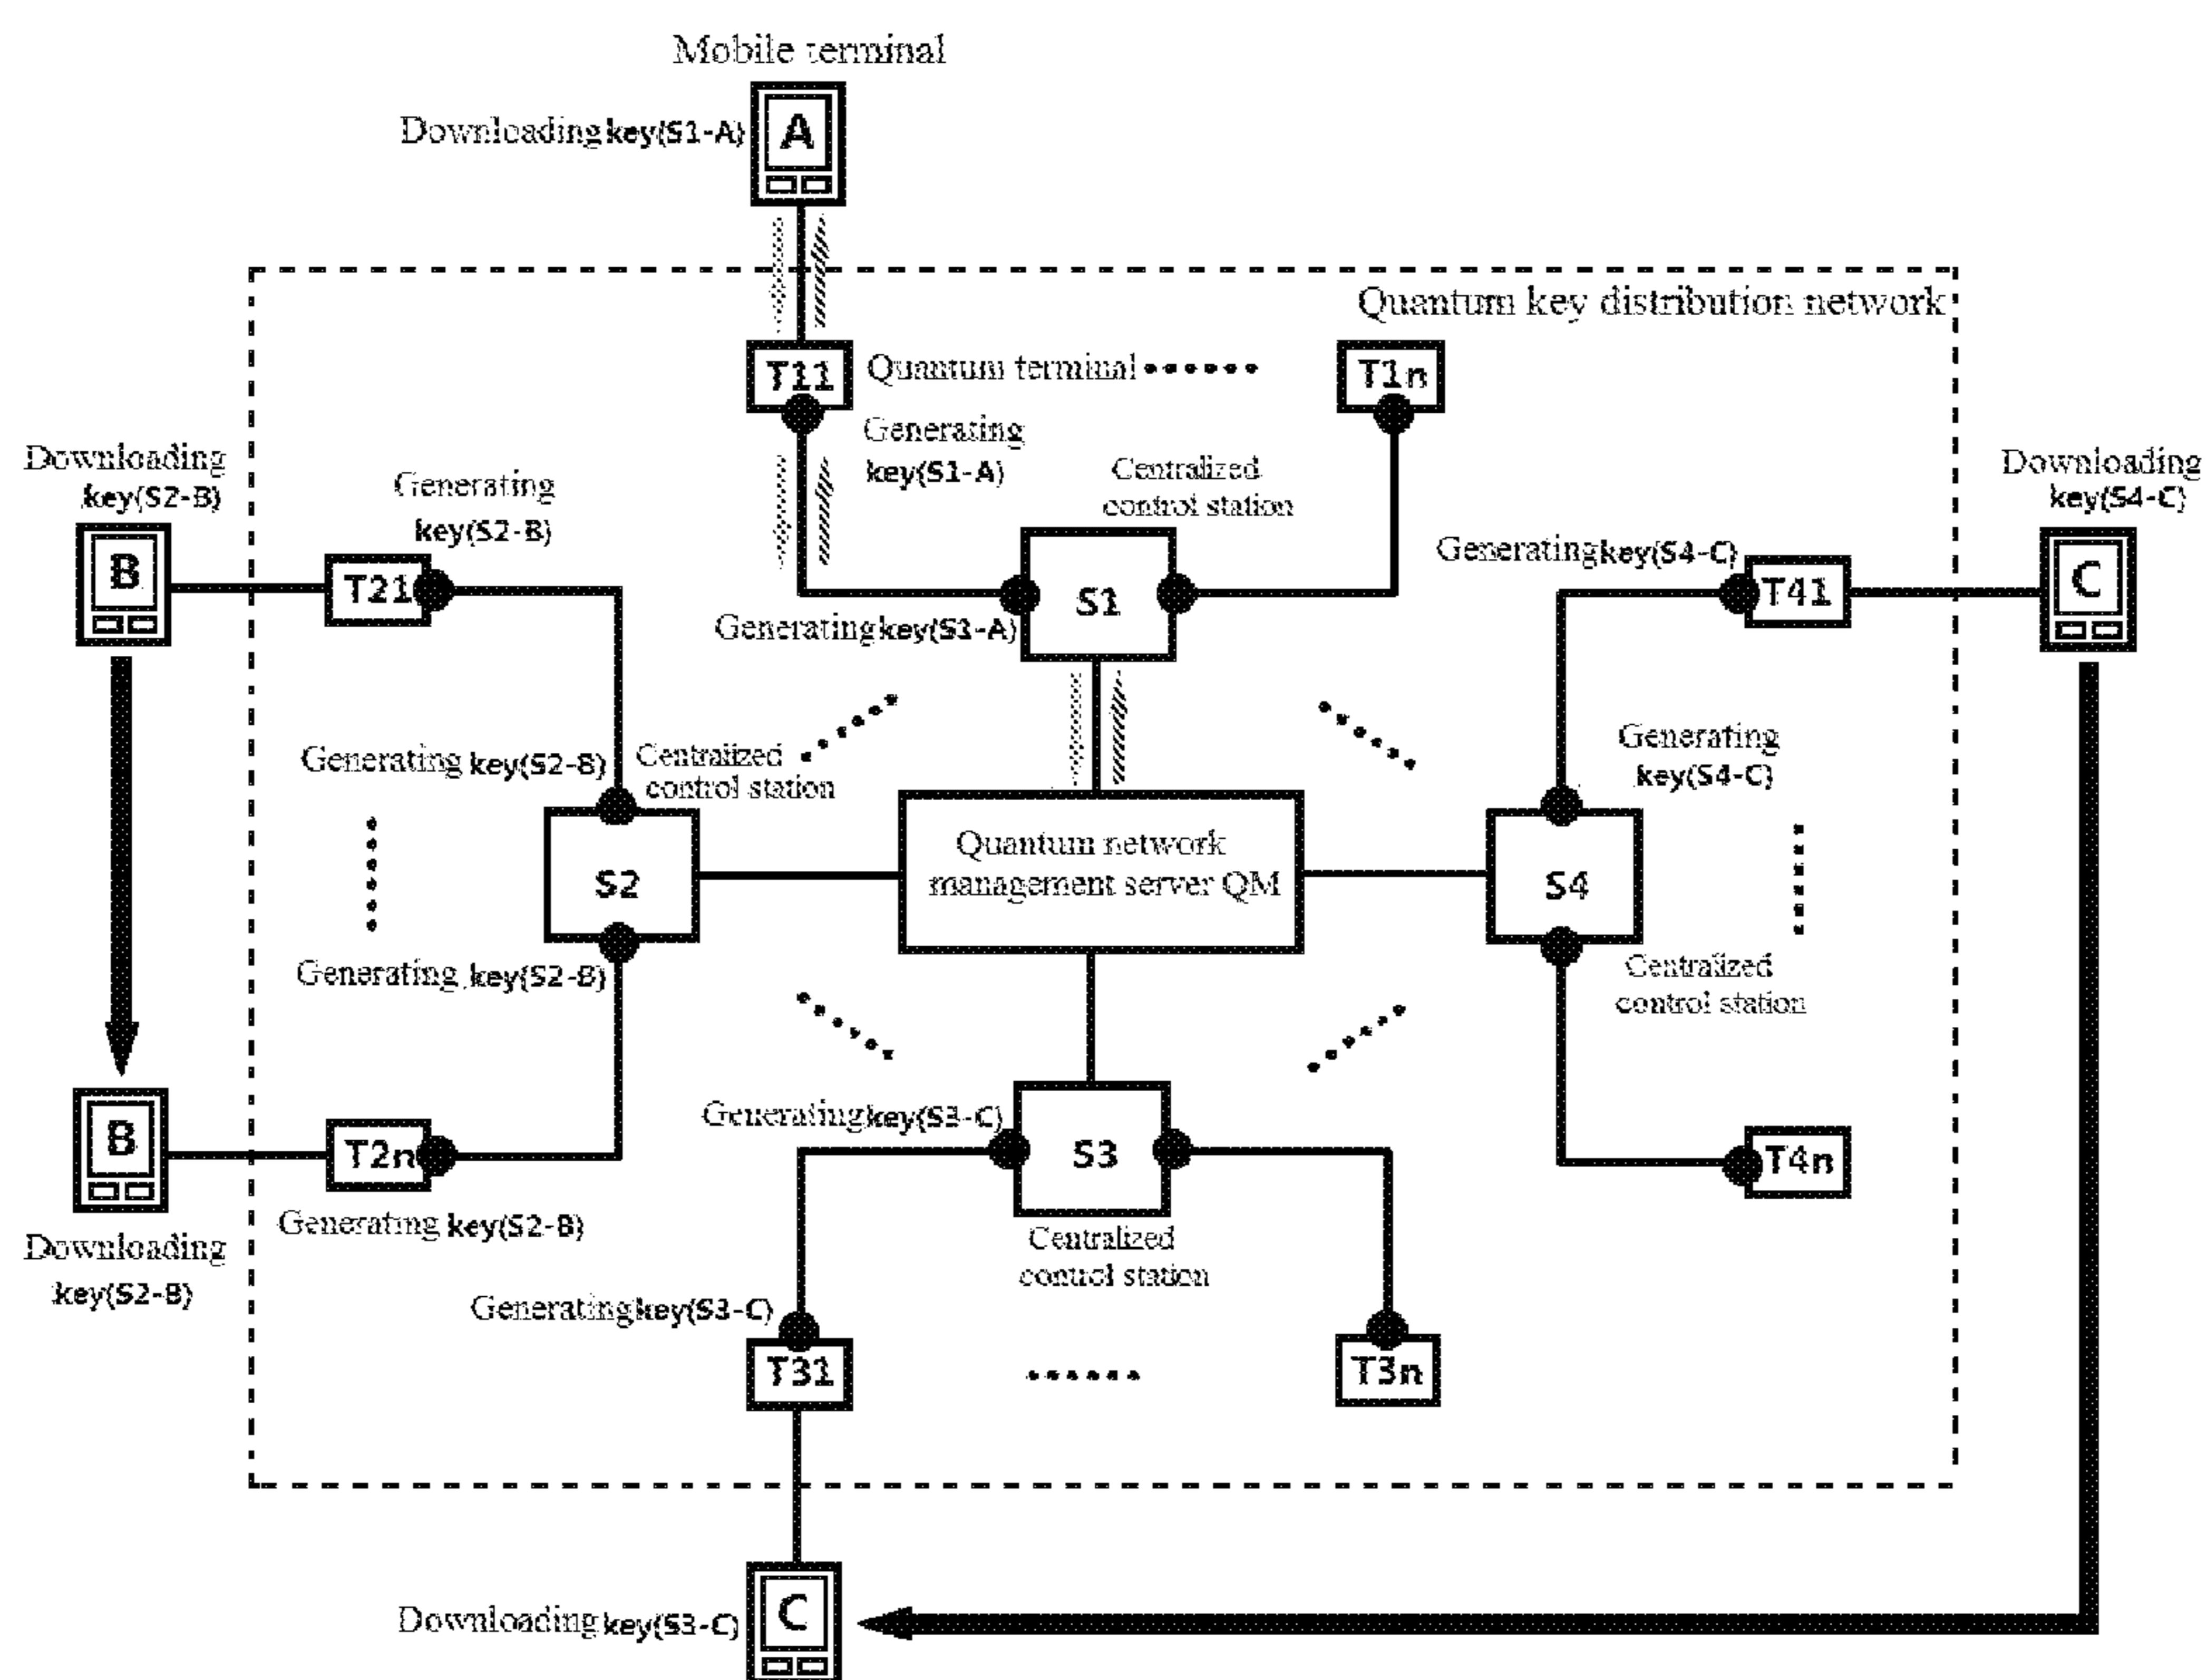 Mobile terminal
Downloading key(S1-A)
A
Quantum key distribution network
T11
Quantum terminal
T1n
Generating
key(S1-A)
Centralized
control station
Downloading
key(S2-B)
Generating
key(S2-B)
B
T21
S1
Generating key(S1-A)
Generating key(S4-C)
T41
Downloading
key(S4-C)
C
Generating key(S2-B)
Centralized
control station
S2
Generating key(S2-B)
Quantum network
management server QM
Generating
key(S4-C)
S4
Centralized
control station
B
T2n
Generating key(S2-B)
Downloading
key(S2-B)
Generating key(S3-C)
S3
Centralized
control station
T4n
Generating key(S3-C)
T31
T3n
Downloading key(S3-C)
C